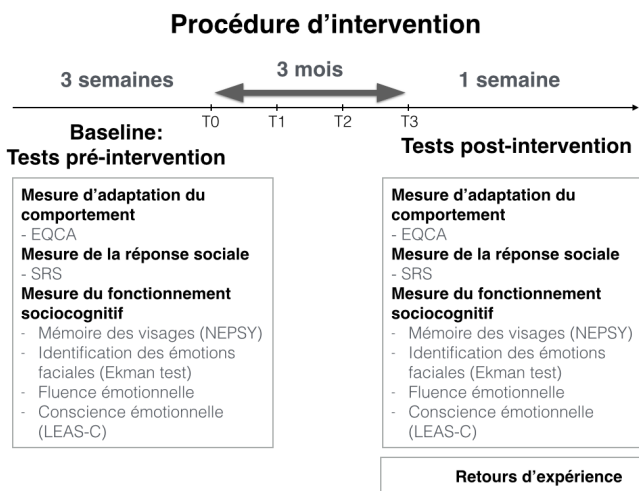 Procédure d’intervention
3 semaines
3 mois
1 semaine
T0
T1
T2
T3
Baseline:
Tests pré-intervention
Mesure d’adaptation du
comportement
- EQCA
Mesure de la réponse sociale
- SRS
Mesure du fonctionnement
sociocognitif
- Mémoire des visages (NEPSY)
- Identification des émotions
faciales (Ekman test)
- Fluence émotionnelle
- Conscience émotionnelle
(LEAS-C)
Tests post-intervention
Mesure d’adaptation du
comportement
- EQCA
Mesure de la réponse sociale
- SRS
Mesure du fonctionnement
sociocognitif
- Mémoire des visages (NEPSY)
- Identification des émotions
faciales (Ekman test)
- Fluence émotionnelle
- Conscience émotionnelle
(LEAS-C)
Retours d’expérience